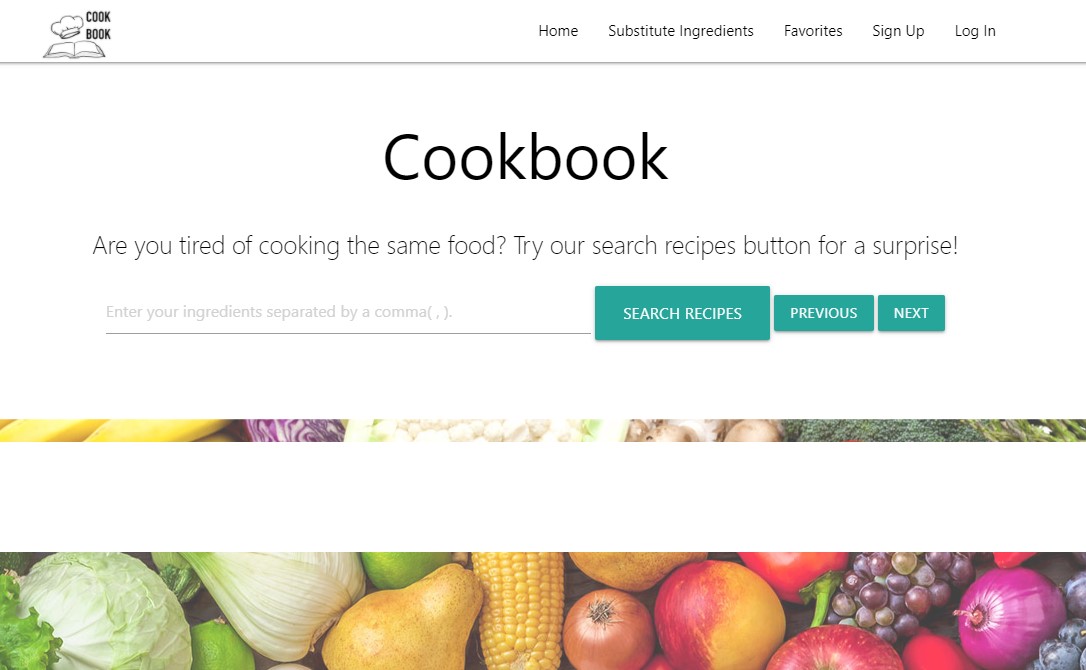 COOK
BOOK
Home Substitute Ingredients Favorites Sign Up Log In
Cookbook
Are you tired of cooking the same food? Try our search recipes button for a surprise!
Enter your ingredients separated by a comma( , ).
SEARCH RECIPES PREVIOUS NEXT